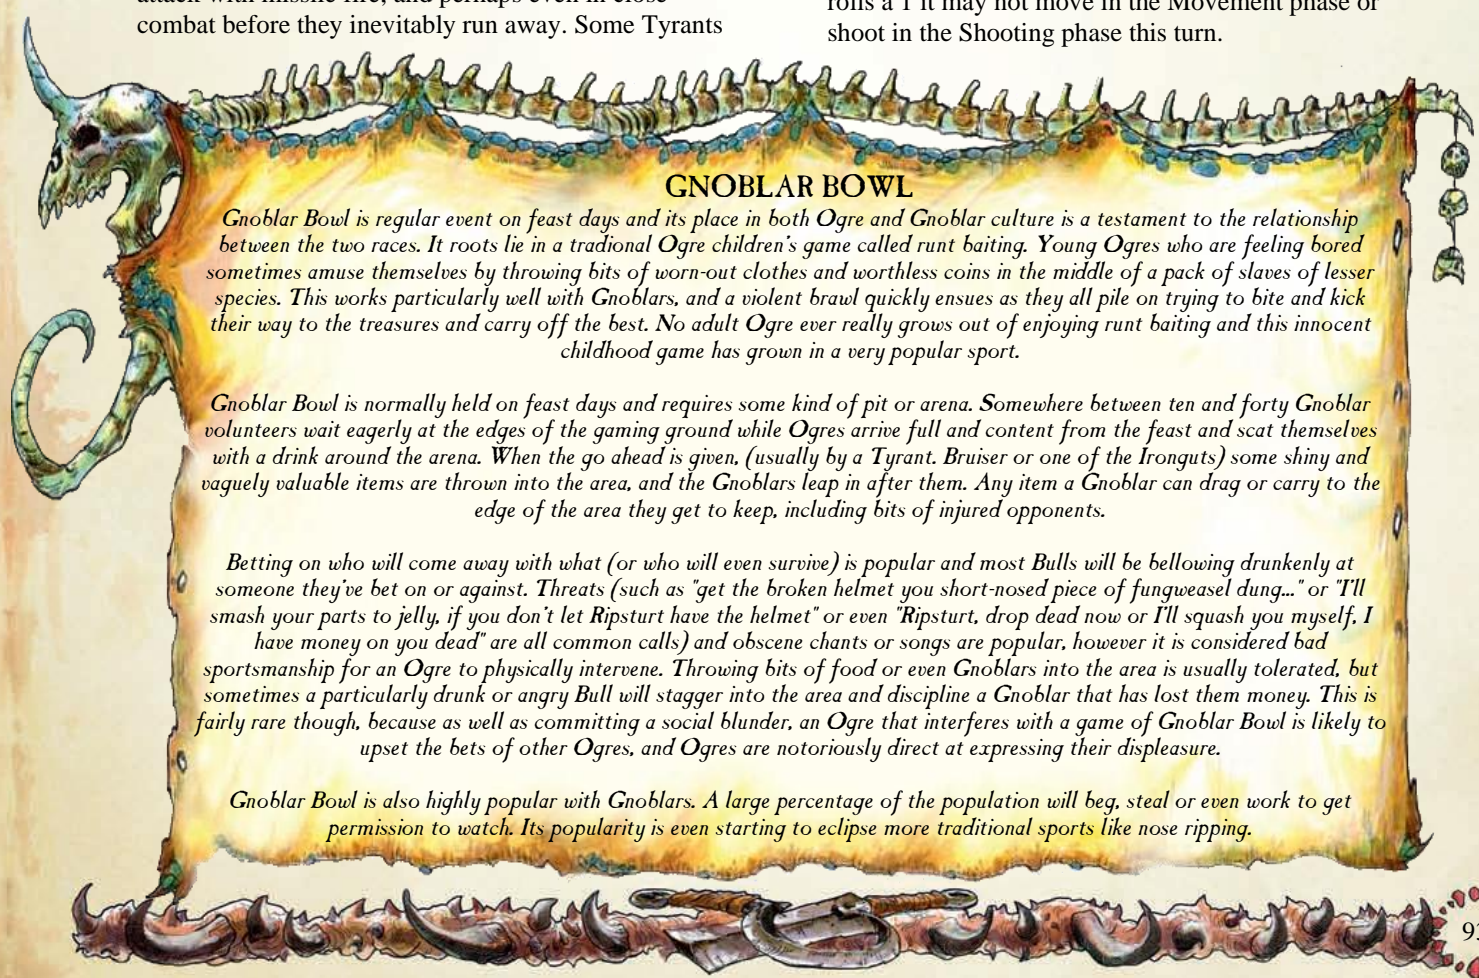 combat before they inevitably run away. Some Tyrants
shoot in the Shooting phase this turn.
GNOBLAR BOWL
Gnoblar Bowl is regular event on feast days and its place in both Ogre and Gnoblar culture is a testament to the relationship
between the two races. It roots lie in a tradional Ogre children's game called runt baiting. Young Ogres who are feeling bored
sometimes amuse themselves by throwing bits of worn-out clothes and worthless coins in the middle of a pack of slaves of lesser
species. This works particularly well with Gnoblars, and a violent brawl quickly ensues as they all pile on trying to bite and kick
their way to the treasures and carry off the best. No adult Ogre ever really grows out of enjoying runt baiting and this innocent
childhood game has grown in a very popular sport.
Gnoblar Bowl is normally held on feast days and requires some kind of pit or arena. Somewhere between ten and forty Gnoblar
volunteers wait eagerly at the edges of the gaming ground while Ogres arrive full and content from the feast and scat themselves
with a drink around the arena. When the go ahead is given, (usually by a Tyrant. Bruiser or one of the Ironguts) some shiny and
vaguely valuable items are thrown into the area, and the Gnoblars leap in after them. Any item a Gnoblar can drag or carry to the
edge of the area they get to keep, including bits of injured opponents.
Betting on who will come away with what (or who will even survive) is popular and most Bulls will be bellowing drunkenly at
someone they've bet on or against. Threats (such as "get the broken helmet you short-nosed piece of fungweasel dung..." or "I'll
smash your parts to jelly, if you don't let Ripsturt have the helmet" or even "Ripsturt, drop dead now or I'll squash you myself, I
have money on you dead" are all common calls) and obscene chants or songs are popular, however it is considered bad
sportsmanship for an Ogre to physically intervene. Throwing bits of food or even Gnoblars into the area is usually tolerated, but
sometimes a particularly drunk or angry Bull will stagger into the area and discipline a Gnoblar that has lost them money. This is
fairly rare though, because as well as committing a social blunder, an Ogre that interferes with a game of Gnoblar Bowl is likely to
upset the bets of other Ogres, and Ogres are notoriously direct at expressing their displeasure.
Gnoblar Bowl is also highly popular with Gnoblars. A large percentage of the population will beg, steal or even work to get
permission to watch. Its popularity is even starting to eclipse more traditional sports like nose ripping.